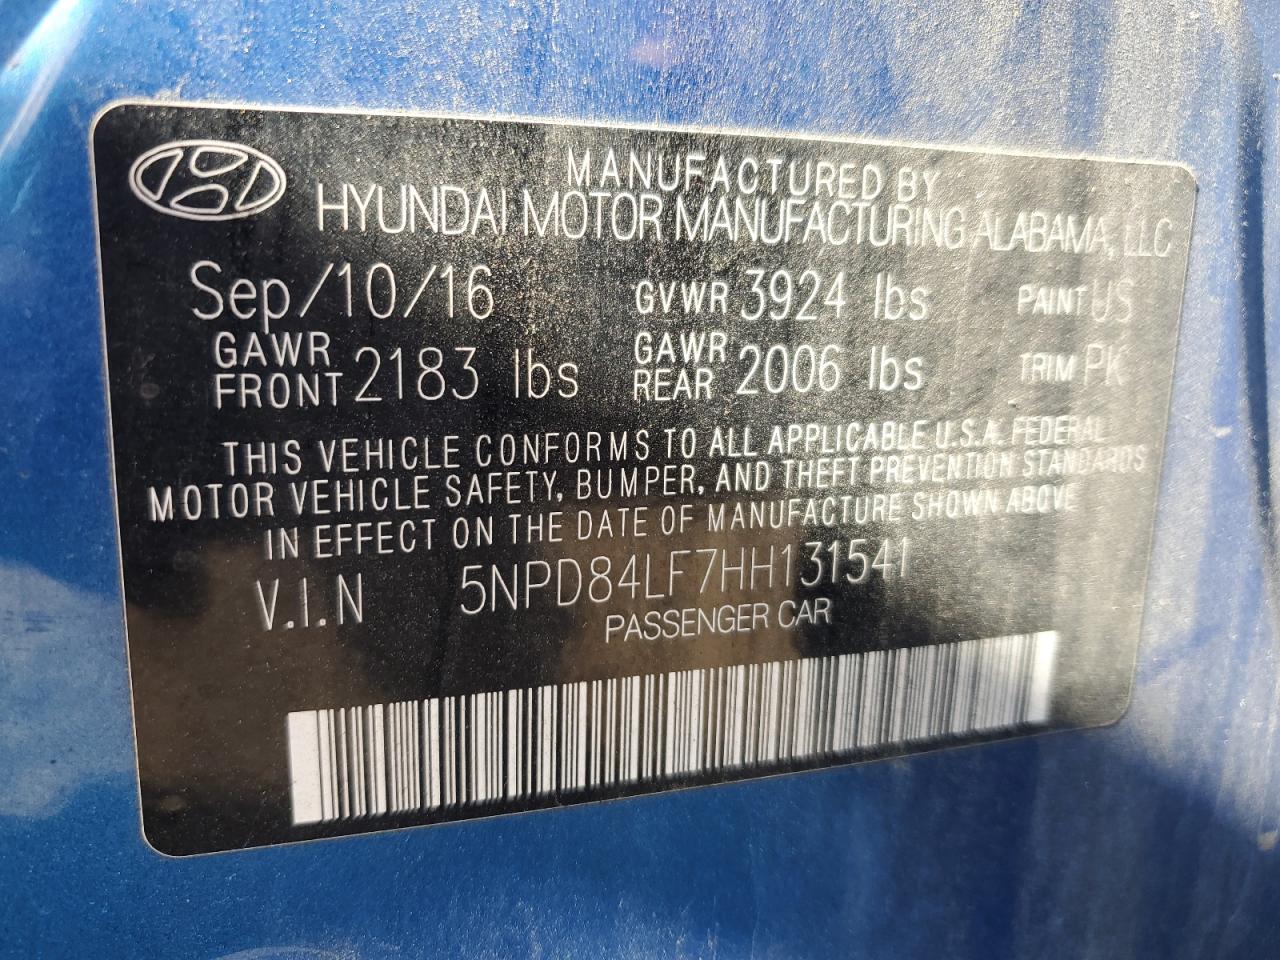 MANUFACTURED BY
HYUNDAI MOTOR MANUFACTURING ALABAMA, LLC
Sep/10/16 GVWR 3924 lbs PAINT US
GAWR FRONT 2183 lbs GAWR REAR 2006 lbs TRIM PK
THIS VEHICLE CONFORMS TO ALL APPLICABLE U.S.A. FEDERAL
MOTOR VEHICLE SAFETY, BUMPER, AND THEFT PREVENTION STANDARDS
IN EFFECT ON THE DATE OF MANUFACTURE SHOWN ABOVE
V.I.N 5NPD84LF7HH131541
PASSENGER CAR